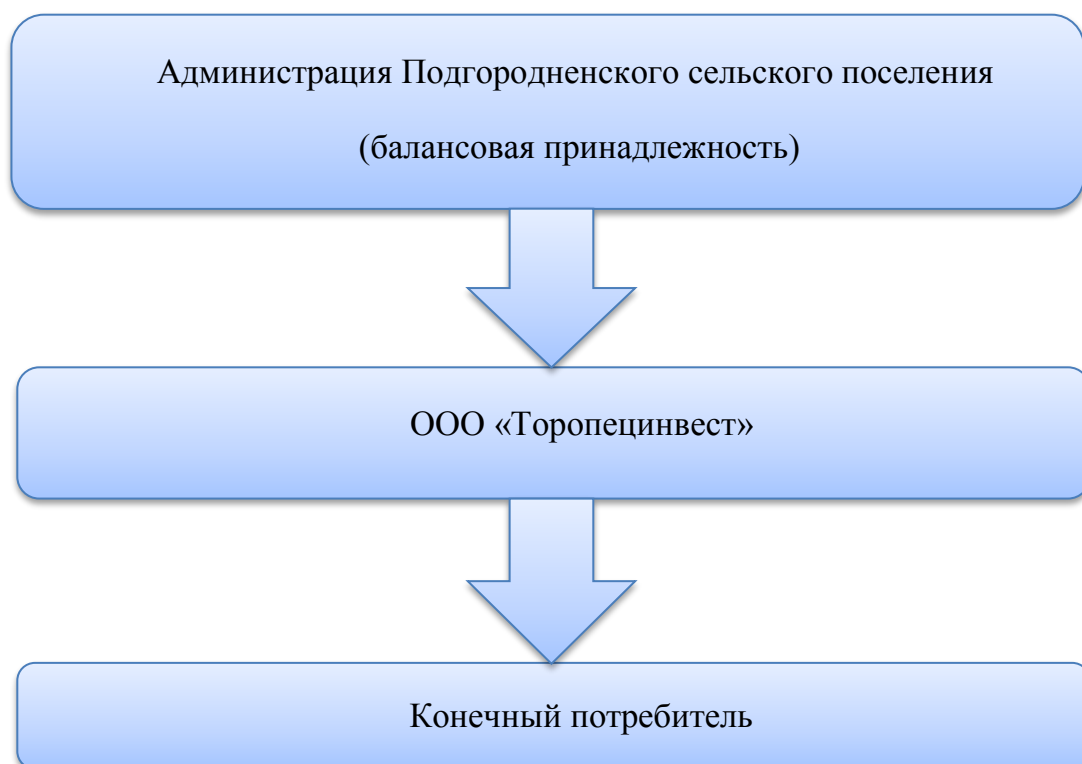 Администрация Подгородненского сельского поселения
(балансовая принадлежность)
ООО «Торопецинвест»
Конечный потребитель